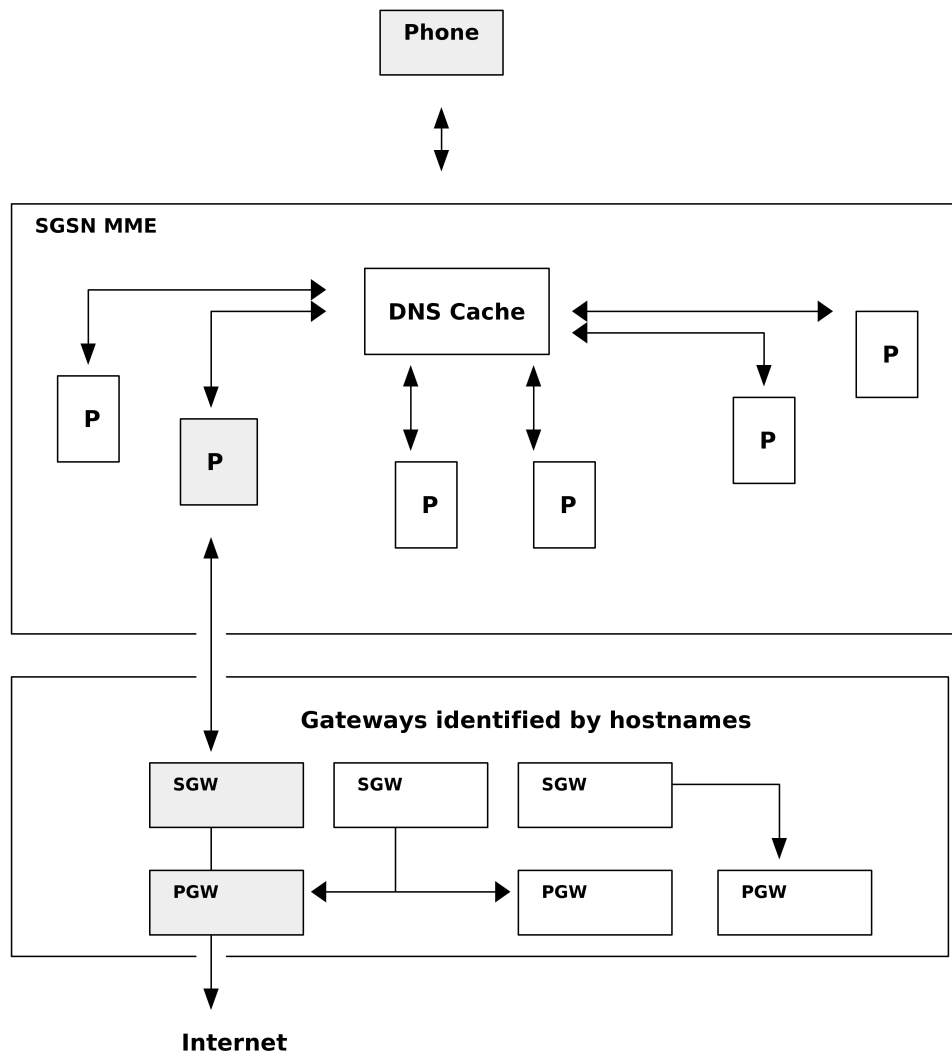 Phone
SGSN MME
DNS Cache
P
P
P
P
P
P
Gateways identified by hostnames
SGW
SGW
SGW
PGW
PGW
PGW
Internet